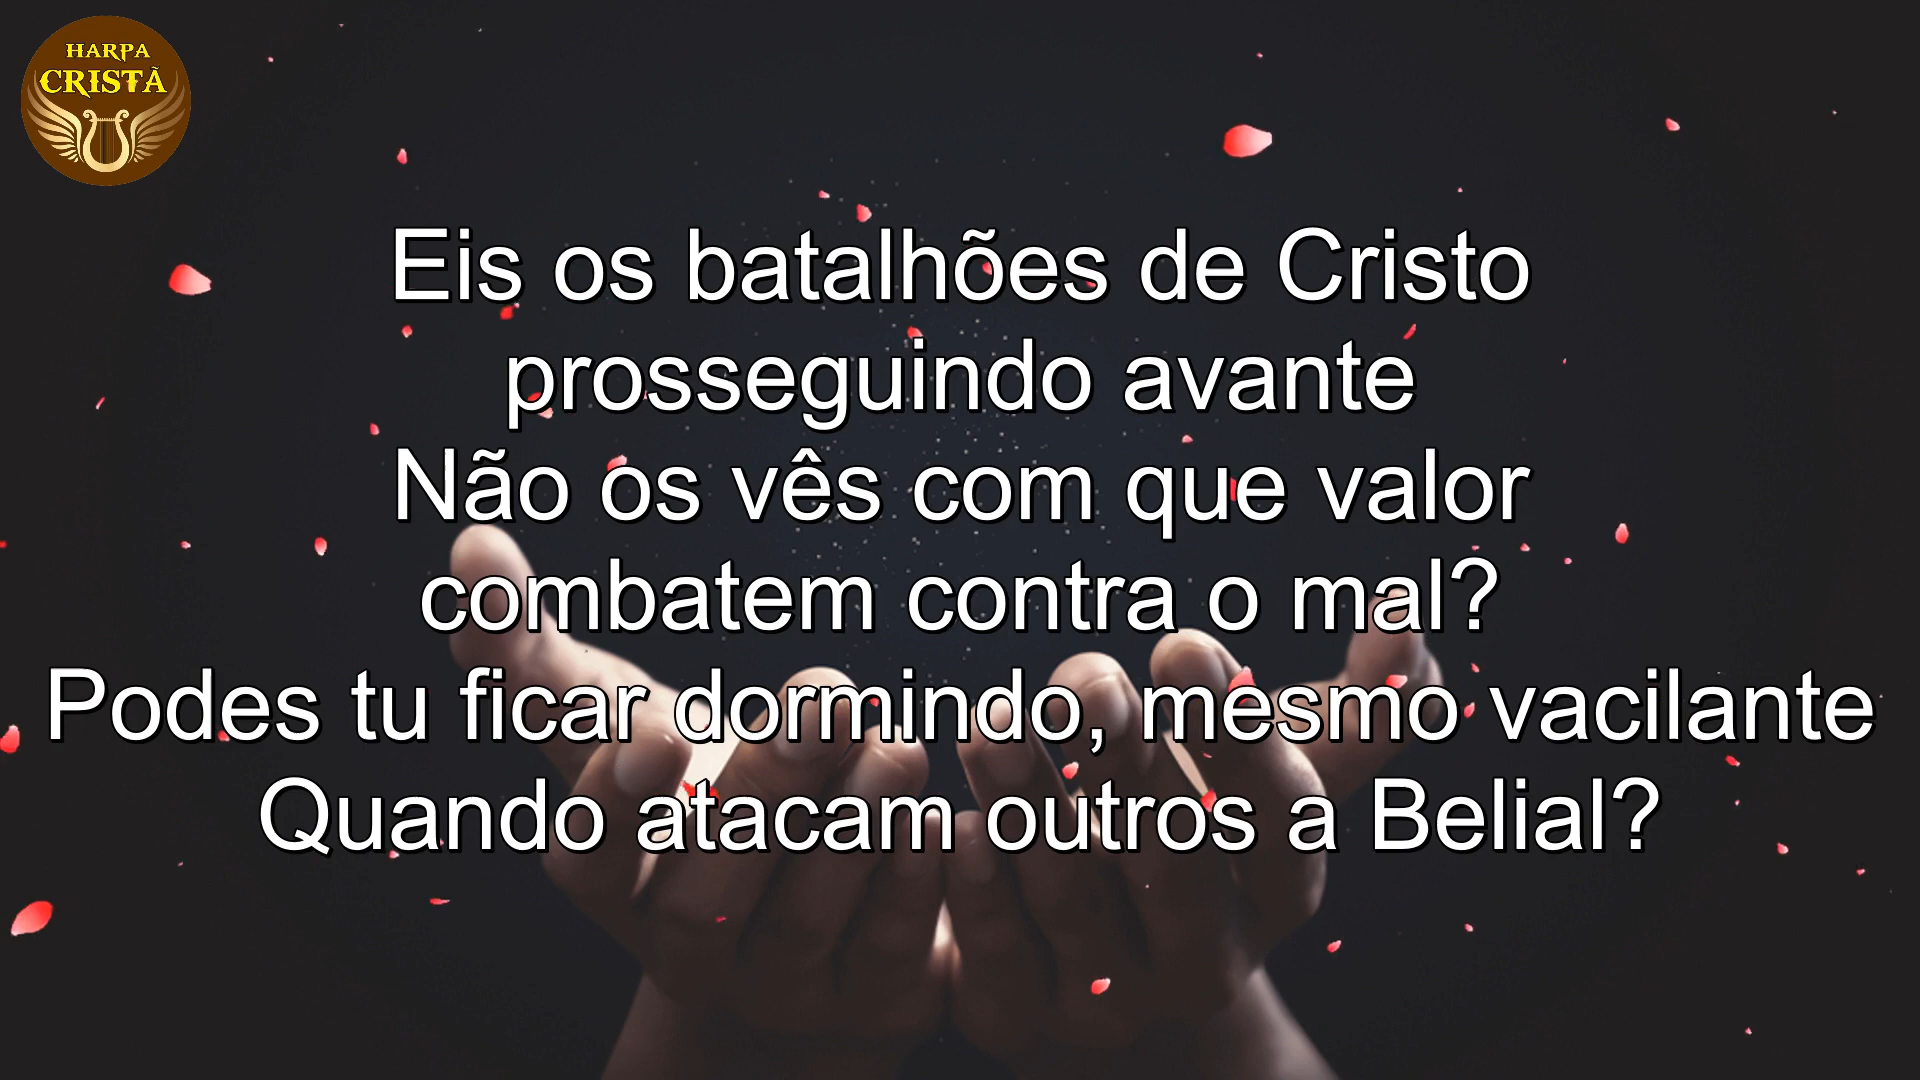 HARPA
CRISTÃ
Eis os batalhões de Cristo
prosseguindo avante
Não os vês com que valor
combatem contra o mal?
Podes tu ficar dormindo, mesmo vacilante
Quando atacam outros a Belial?